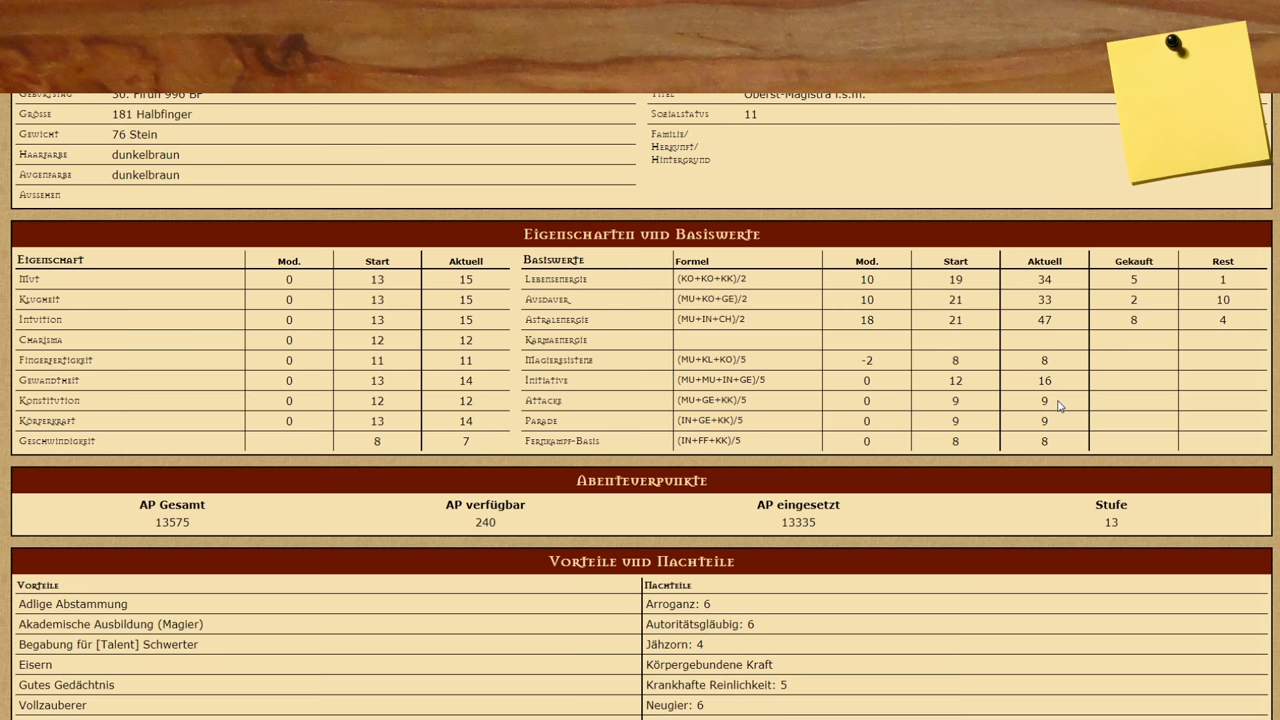 Geburtstag 30. Firun 996 BF Titel Oberst-Magistra i.s.m.
Grösse 181 Halbfinger Sozialstatus 11
Gewicht 76 Stein Familie/
Herkunft/
Hintergrund
Haarfarbe dunkelbraun
Augenfarbe dunkelbraun
Aussehen
Eigenschaften und Basiswerte
Eigenschaft Mod. Start Aktuell Basiswerte Formel Mod. Start Aktuell Gekauft Rest
Mut 0 13 15 Lebensenergie (KO+KO+KK)/2 10 19 34 5 1
Klugheit 0 13 15 Ausdauer (MU+KO+GE)/2 10 21 33 2 10
Intuition 0 13 15 Astralenergie (MU+IN+CH)/2 18 21 47 8 4
Charisma 0 12 12 Karmaenergie
Fingerfertigkeit 0 11 11 Magieresistenz (MU+KL+KO)/5 -2 8 8
Gewandtheit 0 13 14 Initiative (MU+MU+IN+GE)/5 0 12 16
Konstitution 0 12 12 Attacke (MU+GE+KK)/5 0 9 9
Körperkraft 0 13 14 Parade (IN+GE+KK)/5 0 9 9
Geschwindigkeit 8 7 Fernkampf-Basis (IN+FF+KK)/5 0 8 8
Abenteuerpunkte
AP Gesamt AP verfügbar AP eingesetzt Stufe
13575 240 13335 13
Vorteile und Nachteile
Vorteile Nachteile
Adlige Abstammung Arroganz: 6
Akademische Ausbildung (Magier) Autoritätsgläubig: 6
Begabung für [Talent] Schwerter Jähzorn: 4
Eisern Körpergebundene Kraft
Gutes Gedächtnis Krankhafte Reinlichkeit: 5
Vollzauberer Neugier: 6